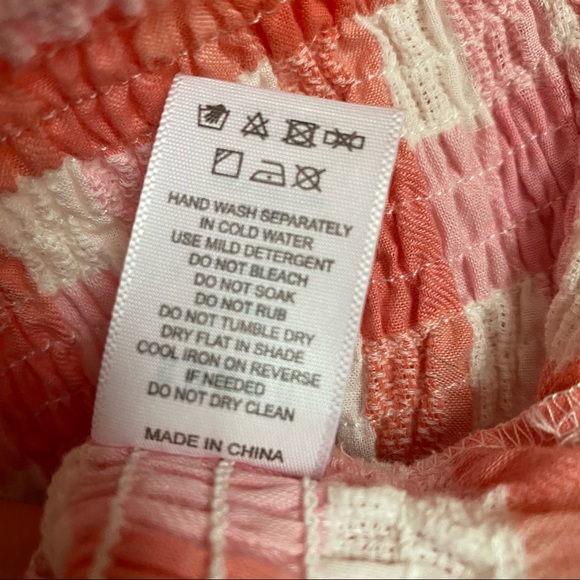 HAND WASH SEPARATELY
IN COLD WATER
USE MILD DETERGENT
DO NOT BLEACH
DO NOT SOAK
DO NOT RUB
DO NOT TUMBLE DRY
DRY FLAT IN SHADE
COOL IRON ON REVERSE
IF NEEDED
DO NOT DRY CLEAN
MADE IN CHINA